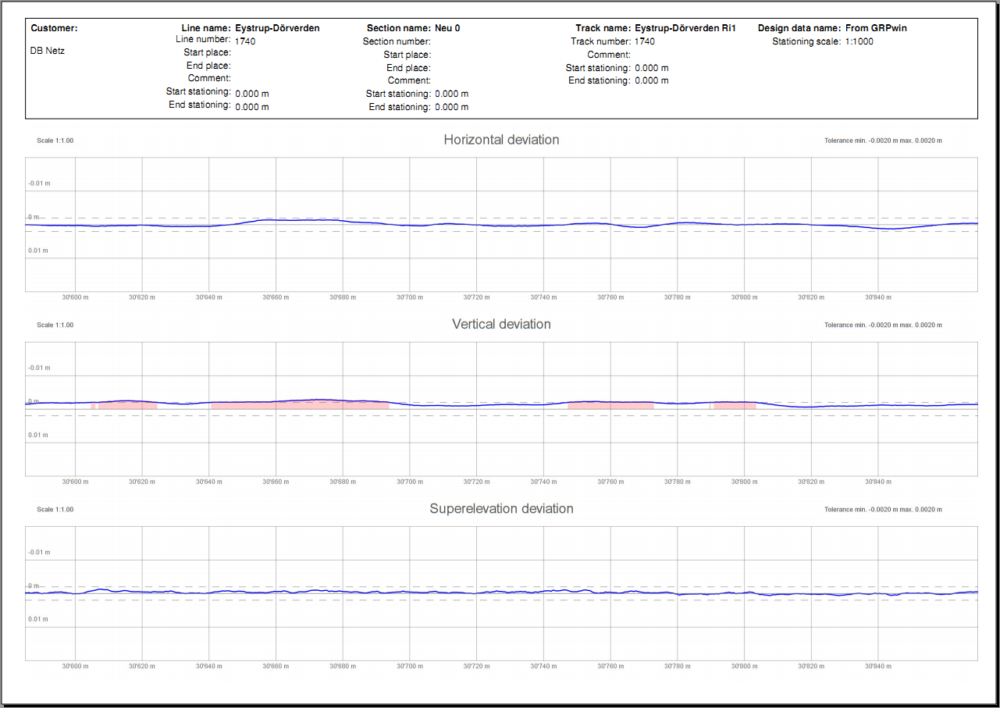 Customer:
DB Netz
Line name: Eystrup-Dörverden
Line number: 1740
Start place:
End place:
Comment:
Start stationing: 0.000 m
End stationing: 0.000 m
Section name: Neu 0
Section number:
Start place:
End place:
Comment:
Start stationing: 0.000 m
End stationing: 0.000 m
Track name: Eystrup-Dörverden Ri1
Track number: 1740
Comment:
Start stationing: 0.000 m
End stationing: 0.000 m
Design data name: From GRPwin
Stationing scale: 1:1000
Scale 1:1.00
Horizontal deviation
Tolerance min. -0.0020 m max. 0.0020 m
-0.01 m
0 m
0.01 m
30'600 m 30'620 m 30'640 m 30'660 m 30'680 m 30'700 m 30'720 m 30'740 m 30'760 m 30'780 m 30'800 m 30'820 m 30'840 m
Scale 1:1.00
Vertical deviation
Tolerance min. -0.0020 m max. 0.0020 m
-0.01 m
0 m
0.01 m
30'600 m 30'620 m 30'640 m 30'660 m 30'680 m 30'700 m 30'720 m 30'740 m 30'760 m 30'780 m 30'800 m 30'820 m 30'840 m
Scale 1:1.00
Superelevation deviation
Tolerance min. -0.0020 m max. 0.0020 m
-0.01 m
0 m
0.01 m
30'600 m 30'620 m 30'640 m 30'660 m 30'680 m 30'700 m 30'720 m 30'740 m 30'760 m 30'780 m 30'800 m 30'820 m 30'840 m